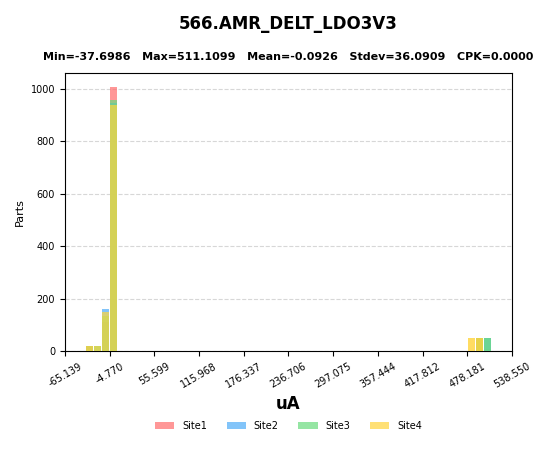 566.AMR_DELT_LDO3V3
Min=-37.6986 Max=511.1099 Mean=-0.0926 Stdev=36.0909 CPK=0.0000
Parts
1000
800
600
400
200
0
-65.139 -4.770 55.599 115.968 176.337 236.706 297.075 357.444 417.812 478.181 538.550
uA
Site1 Site2 Site3 Site4